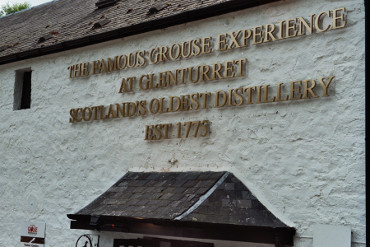 THE FAMOUS GROUSE EXPERIENCE
AT GLENTURRET
SCOTLAND'S OLDEST DISTILLERY
EST 1775